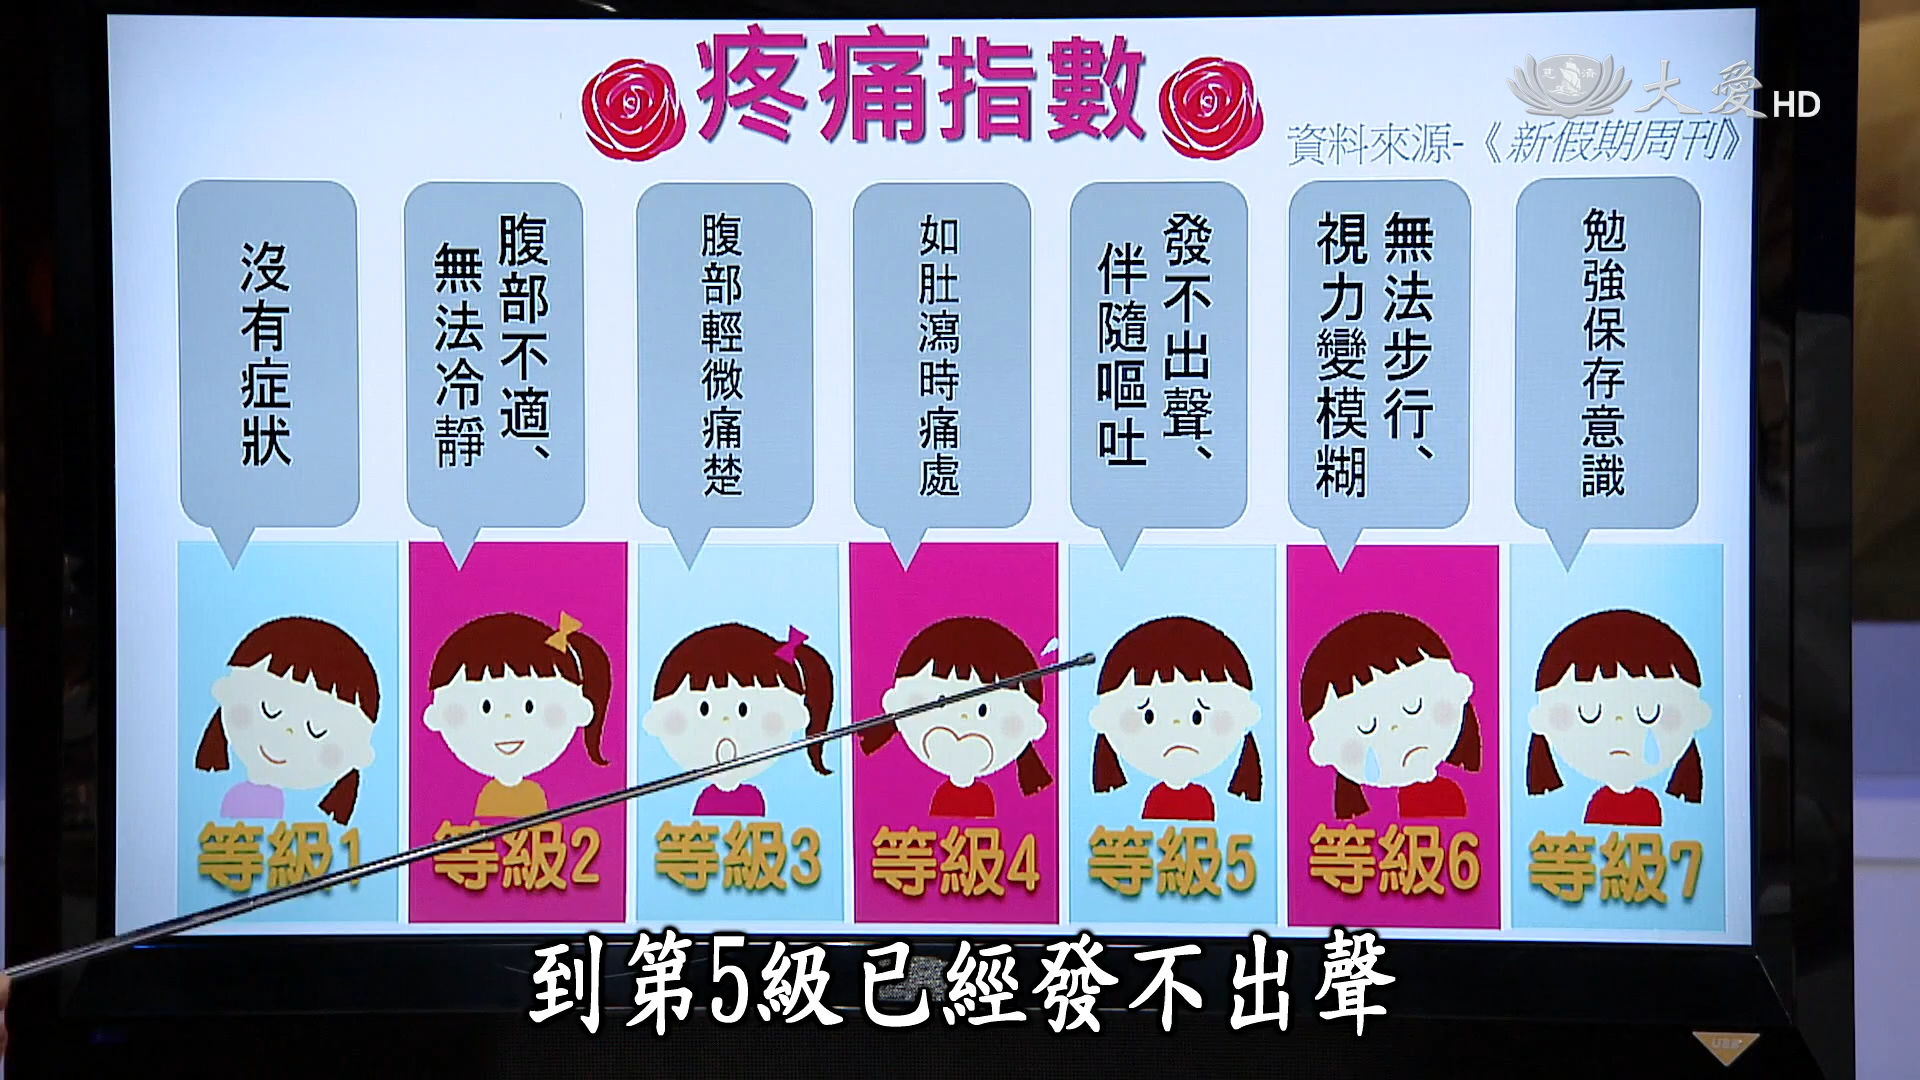 疼痛指數
大愛HD
資料來源-《新假期周刊》
沒有症狀
腹部不適、
無法冷靜
腹部輕微痛楚
如肚瀉時痛處
發不出聲、
伴隨嘔吐
無法步行、
視力變模糊
勉強保存意識
等級1
等級2
等級3
等級4
等級5
等級6
等級7
到第5級已經發不出聲